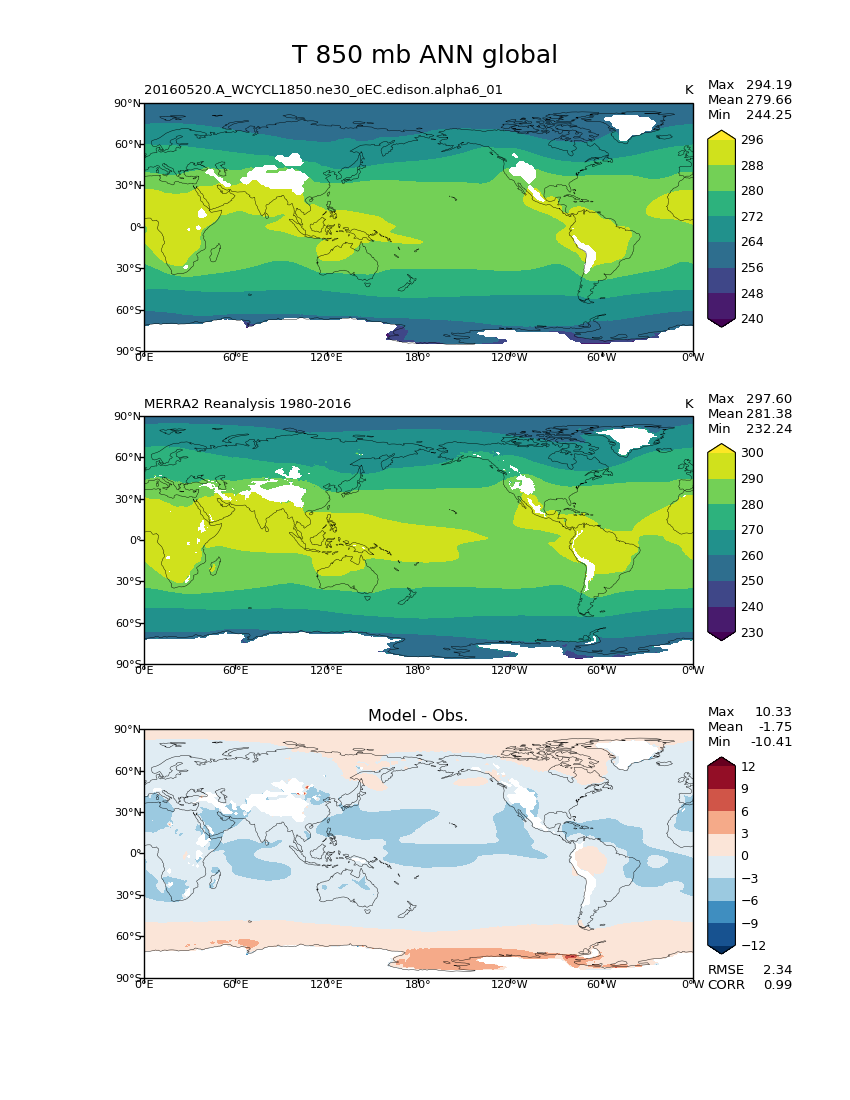 T 850 mb ANN global
20160520.A_WCYCL1850.ne30_oEC.edison.alpha6_01 K
Max 294.19
Mean 279.66
Min 244.25
90°N
60°N
30°N
0°
30°S
60°S
90°S
0°E 60°E 120°E 180° 120°W 60°W 0°W
296
288
280
272
264
256
248
240
MERRA2 Reanalysis 1980-2016 K
Max 297.60
Mean 281.38
Min 232.24
90°N
60°N
30°N
0°
30°S
60°S
90°S
0°E 60°E 120°E 180° 120°W 60°W 0°W
300
290
280
270
260
250
240
230
Model - Obs.
Max 10.33
Mean -1.75
Min -10.41
90°N
60°N
30°N
0°
30°S
60°S
90°S
0°E 60°E 120°E 180° 120°W 60°W 0°W
12
9
6
3
0
−3
−6
−9
−12
RMSE 2.34
CORR 0.99